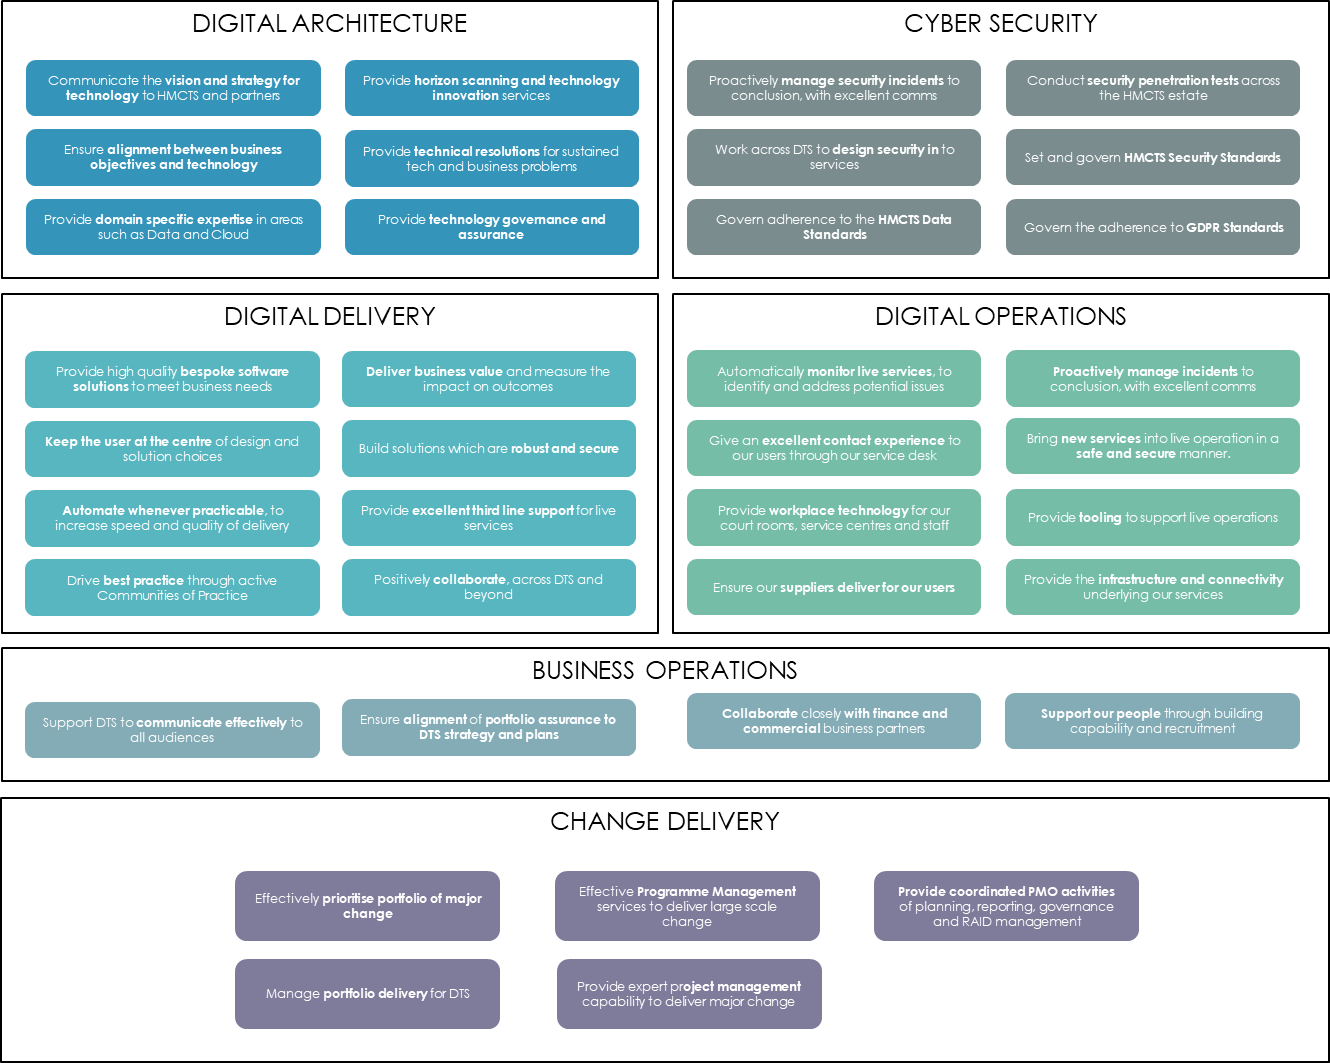 DIGITAL ARCHITECTURE
Communicate the vision and strategy for
technology to HMCTS and partners
Provide horizon scanning and technology
innovation services
Ensure alignment between business
objectives and technology
Provide technical resolutions for sustained
tech and business problems
Provide domain specific expertise in areas
such as Data and Cloud
Provide technology governance and
assurance
CYBER SECURITY
Proactively manage security incidents to
conclusion, with excellent comms
Conduct security penetration tests across
the HMCTS estate
Work across DTS to design security in to
services
Set and govern HMCTS Security Standards
Govern adherence to the HMCTS Data
Standards
Govern the adherence to GDPR Standards
DIGITAL DELIVERY
Provide high quality bespoke software
solutions to meet business needs
Deliver business value and measure the
impact on outcomes
Keep the user at the centre of design and
solution choices
Build solutions which are robust and secure
Automate whenever practicable, to
increase speed and quality of delivery
Provide excellent third line support for live
services
Drive best practice through active
Communities of Practice
Positively collaborate, across DTS and
beyond
DIGITAL OPERATIONS
Automatically monitor live services, to
identify and address potential issues
Proactively manage incidents to
conclusion, with excellent comms
Give an excellent contact experience to
our users through our service desk
Bring new services into live operation in a
safe and secure manner.
Provide workplace technology for our
court rooms, service centres and staff
Provide tooling to support live operations
Ensure our suppliers deliver for our users
Provide the infrastructure and connectivity
underlying our services
BUSINESS OPERATIONS
Support DTS to communicate effectively to
all audiences
Ensure alignment of portfolio assurance to
DTS strategy and plans
Collaborate closely with finance and
commercial business partners
Support our people through building
capability and recruitment
CHANGE DELIVERY
Effectively prioritise portfolio of major
change
Effective Programme Management
services to deliver large scale
change
Provide coordinated PMO activities
of planning, reporting, governance
and RAID management
Manage portfolio delivery for DTS
Provide expert project management
capability to deliver major change